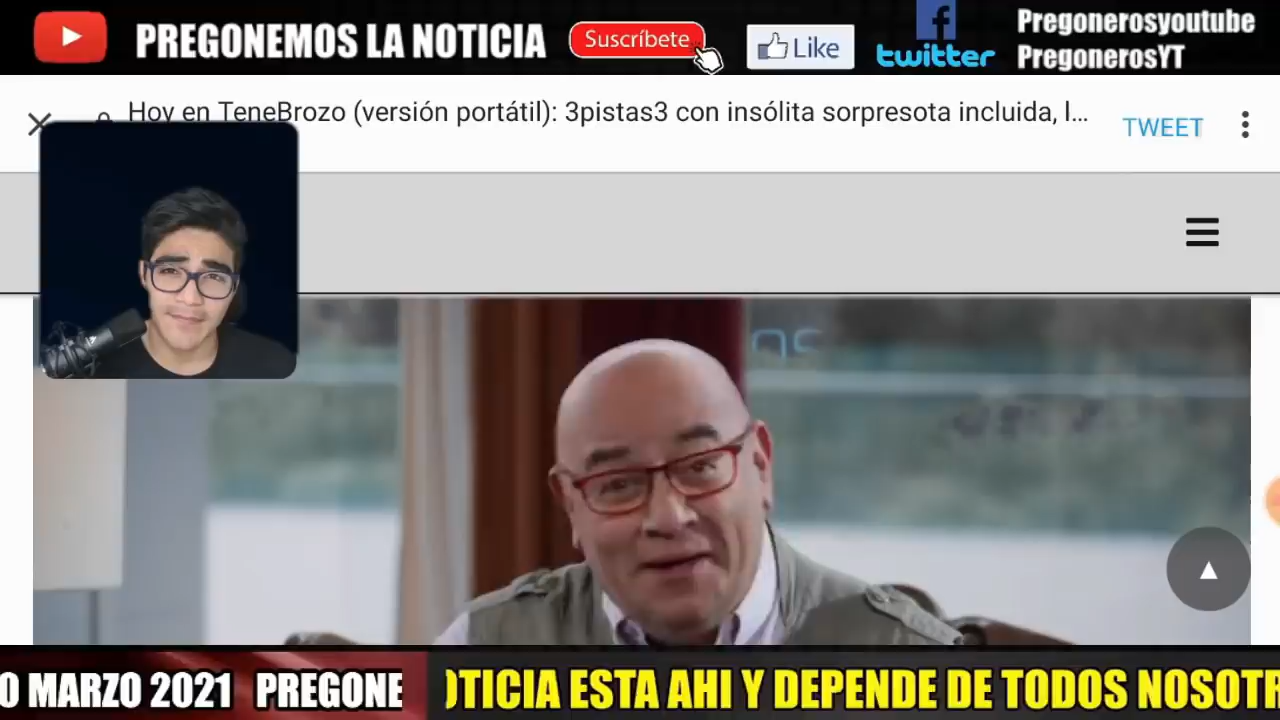 PREGONEMOS LA NOTICIA
Suscríbete
Like
twitter
Pregonerosyoutube
PregonerosYT
Hoy en TeneBrozo (versión portátil): 3pistas3 con insólita sorpresota incluida, l...
TWEET
O MARZO 2021 PREGONE
OTICIA ESTA AHI Y DEPENDE DE TODOS NOSOTR